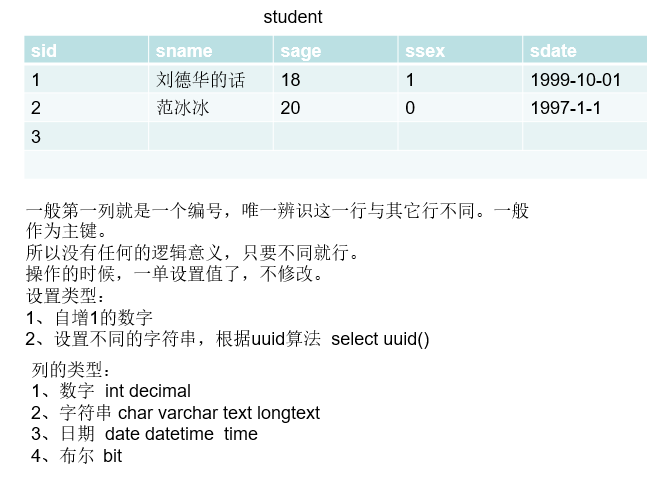 student
sid sname sage ssex sdate
1 刘德华的话 18 1 1999-10-01
2 范冰冰 20 0 1997-1-1
3
一般第一列就是一个编号，唯一辨识这一行与其它行不同。一般
作为主键。
所以没有任何的逻辑意义，只要不同就行。
操作的时候，一单设置值了，不修改。
设置类型：
1、自增1的数字
2、设置不同的字符串，根据uuid算法 select uuid()
列的类型：
1、数字 int decimal
2、字符串 char varchar text longtext
3、日期 date datetime time
4、布尔 bit